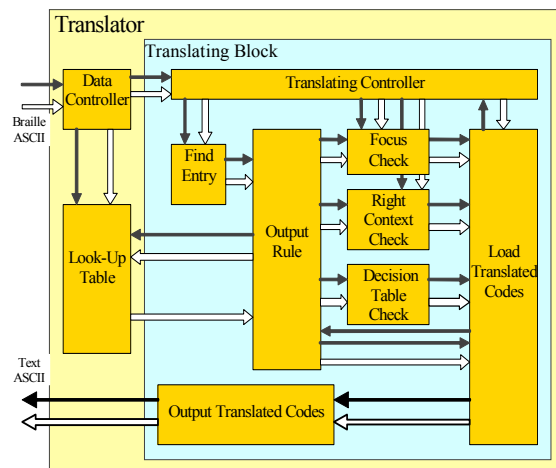 Translator
Translating Block
Data
Controller
Translating Controller
Braille
ASCII
Find
Entry
Focus
Check
Output
Rule
Right
Context
Check
Look-Up
Table
Load
Translated
Codes
Decision
Table
Check
Text
ASCII
Output Translated Codes